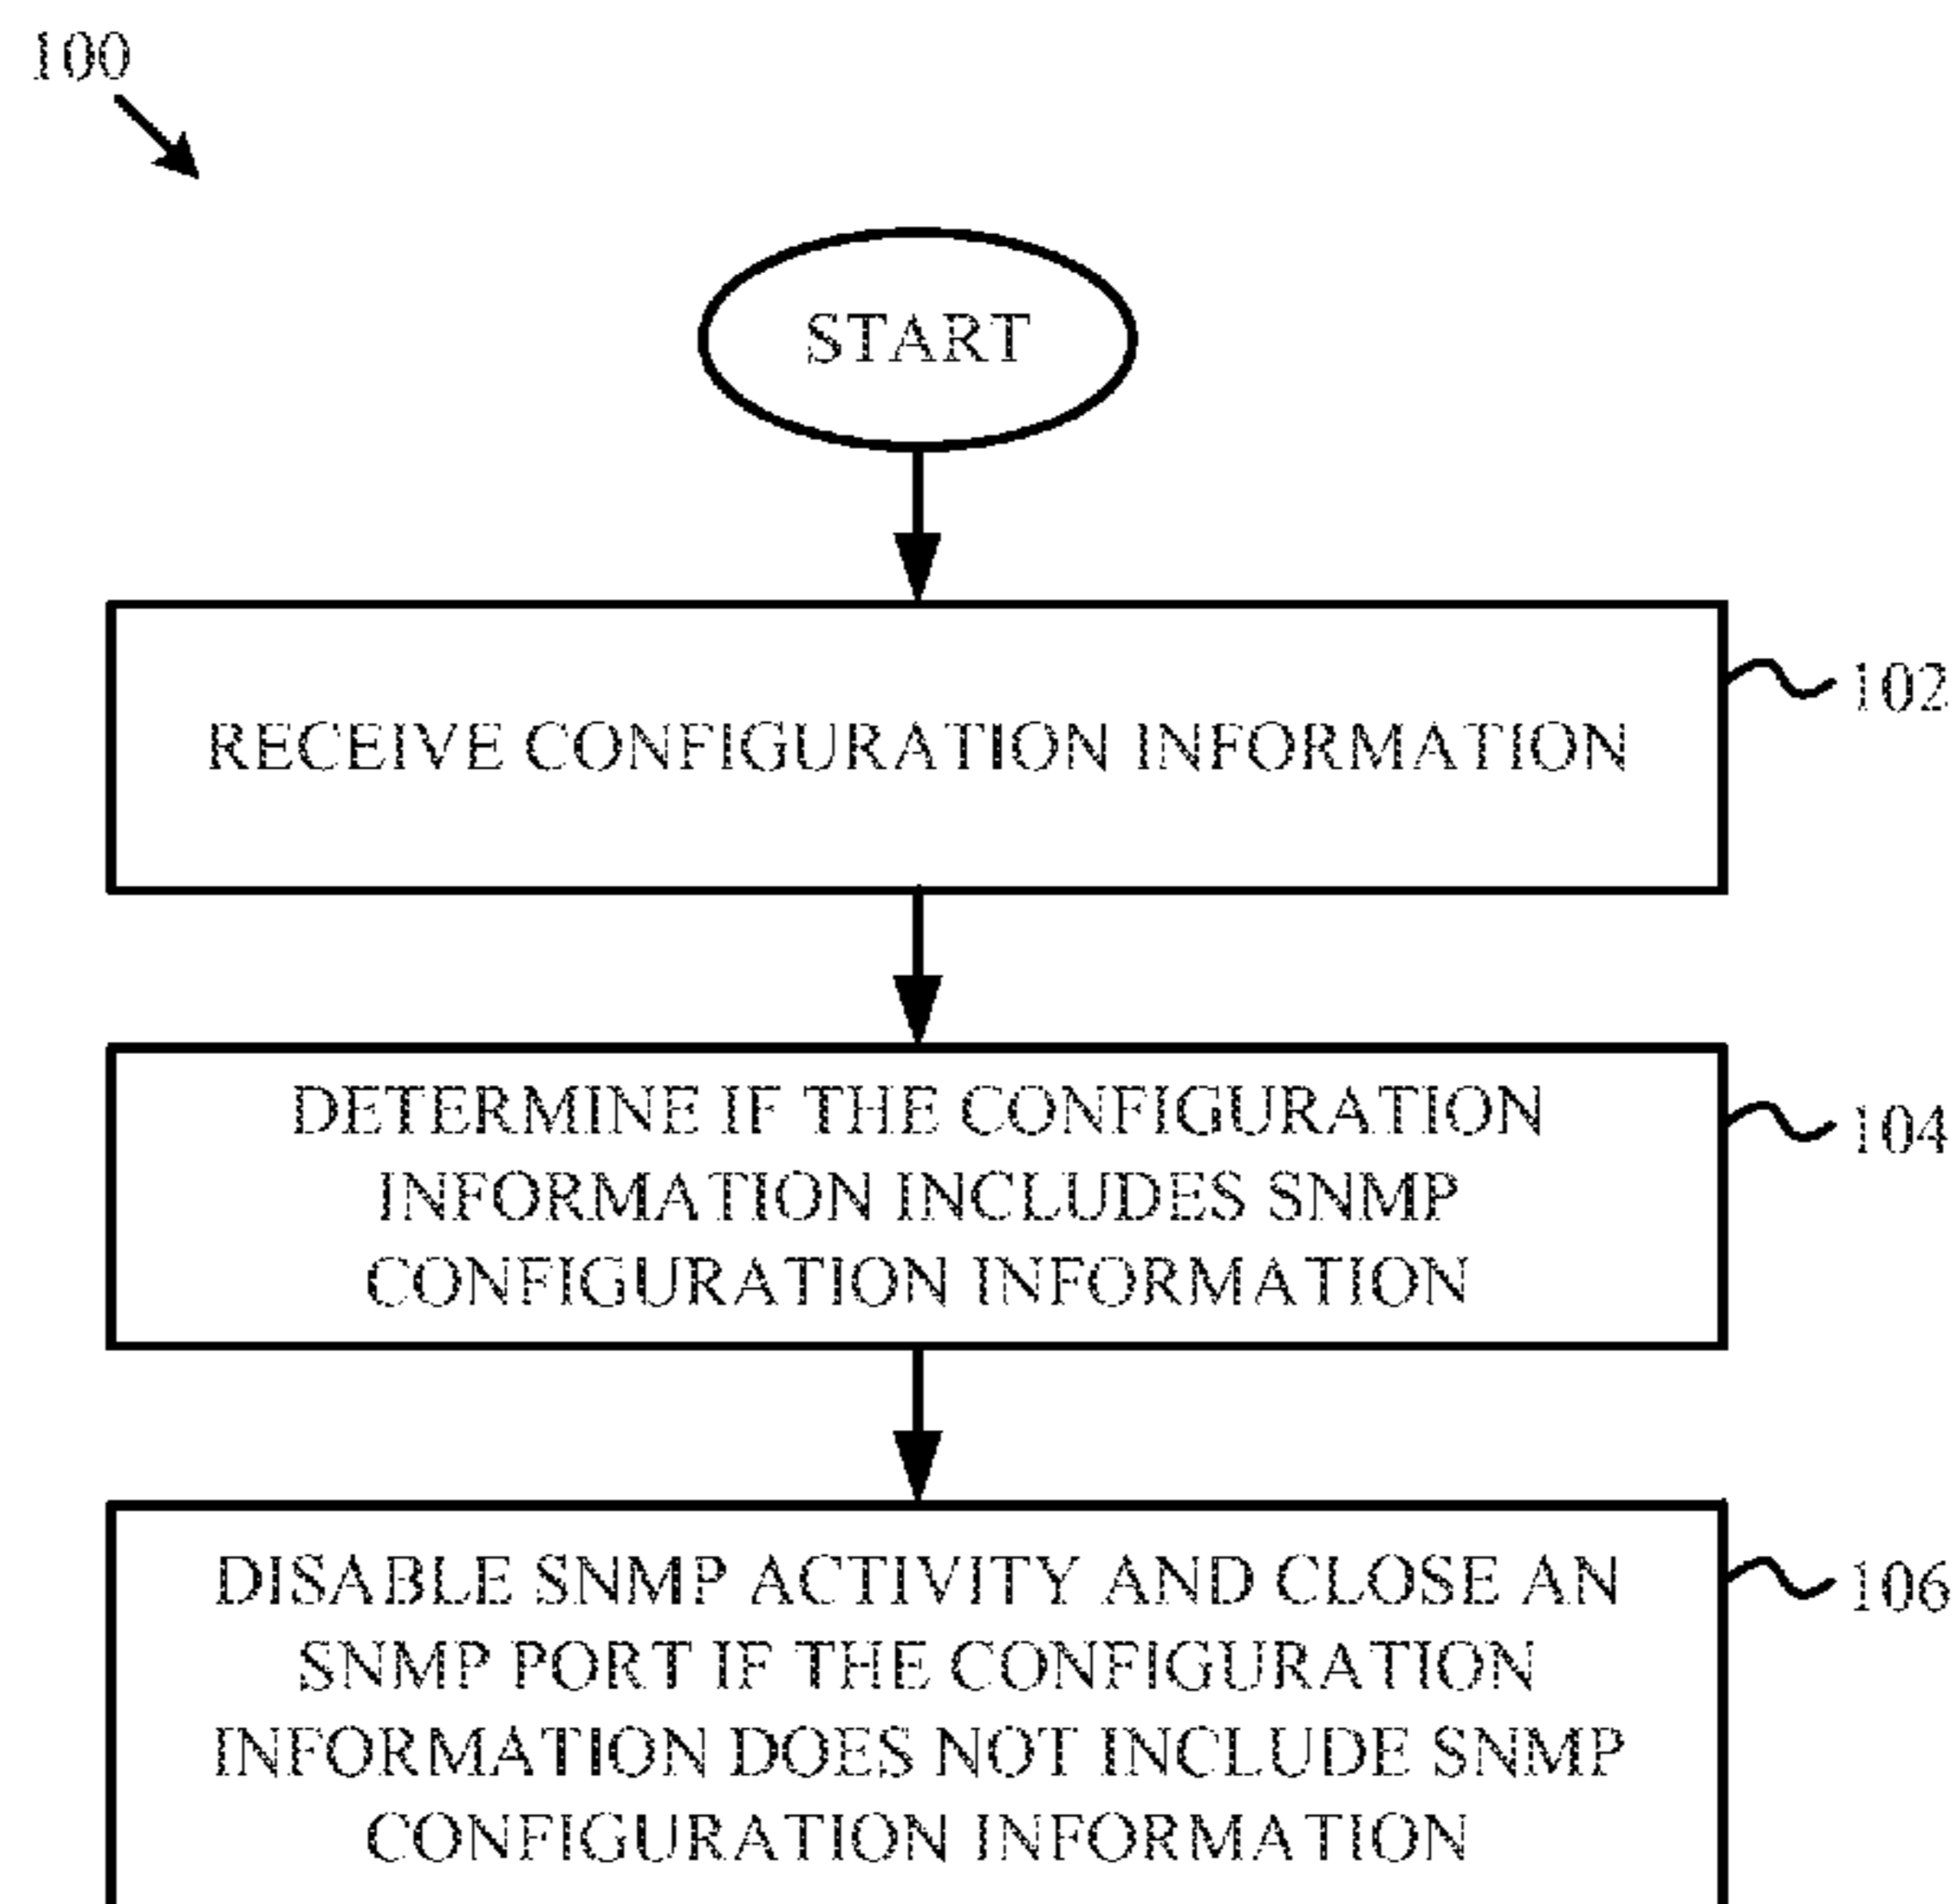 100
START
RECEIVE CONFIGURATION INFORMATION
102
DETERMINE IF THE CONFIGURATION
INFORMATION INCLUDES SNMP
CONFIGURATION INFORMATION
104
DISABLE SNMP ACTIVITY AND CLOSE AN
SNMP PORT IF THE CONFIGURATION
INFORMATION DOES NOT INCLUDE SNMP
CONFIGURATION INFORMATION
106